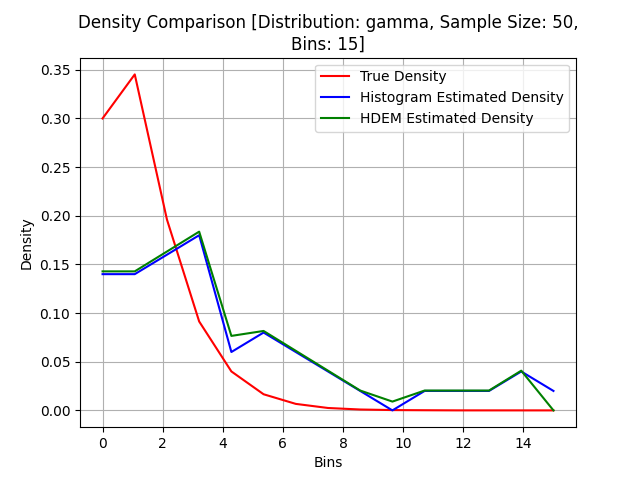 Density Comparison [Distribution: gamma, Sample Size: 50,
Bins: 15]
True Density
Histogram Estimated Density
HDEM Estimated Density
Density
0.35
0.30
0.25
0.20
0.15
0.10
0.05
0.00
0 2 4 6 8 10 12 14
Bins